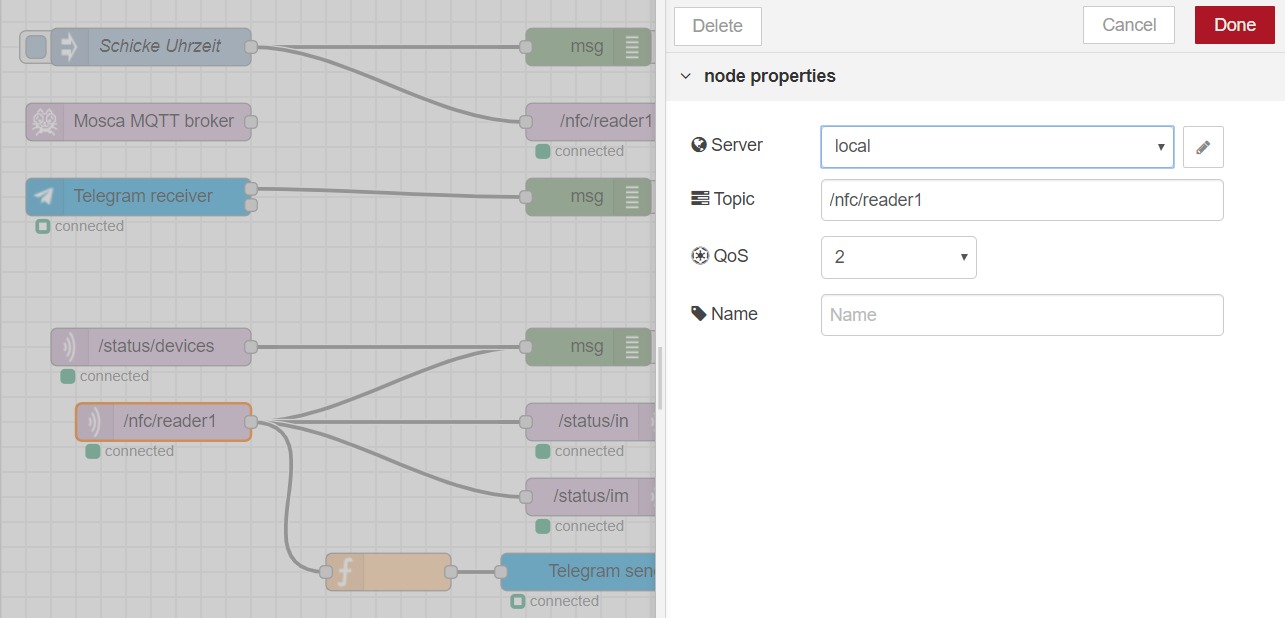 Schicke Uhrzeit
msg
Mosca MQTT broker
/nfc/reader1
connected
Telegram receiver
msg
connected
/status/devices
msg
connected
/nfc/reader1
/status/in
connected
connected
/status/im
connected
Telegram sen
connected
Delete
Cancel
Done
node properties
Server
local
Topic
/nfc/reader1
QoS
2
Name
Name